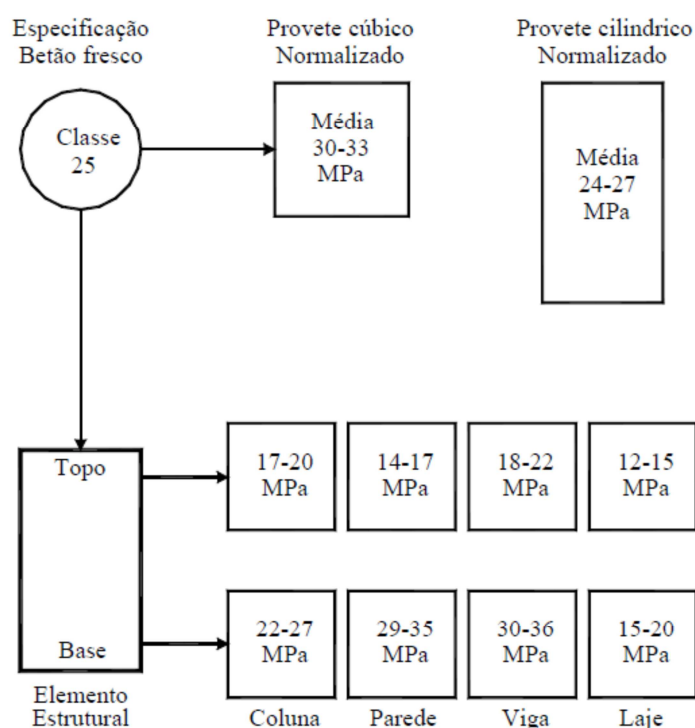 Especificação
Betão fresco
Provete cúbico
Normalizado
Provete cilindrico
Normalizado
Classe
25
Média
30-33
MPa
Média
24-27
MPa
Topo
17-20
MPa
14-17
MPa
18-22
MPa
12-15
MPa
Base
22-27
MPa
29-35
MPa
30-36
MPa
15-20
MPa
Elemento
Estrutural
Coluna
Parede
Viga
Laje